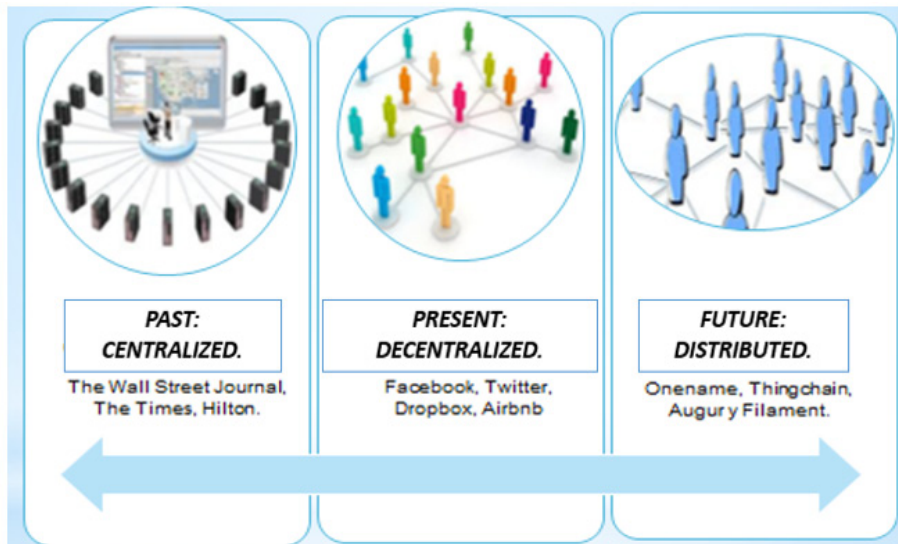 PAST:
CENTRALIZED.
The Wall Street Journal,
The Times, Hilton.
PRESENT:
DECENTRALIZED.
Facebook, Twitter,
Dropbox, Airbnb
FUTURE:
DISTRIBUTED.
Onename, Thingchain,
Augur y Filament.